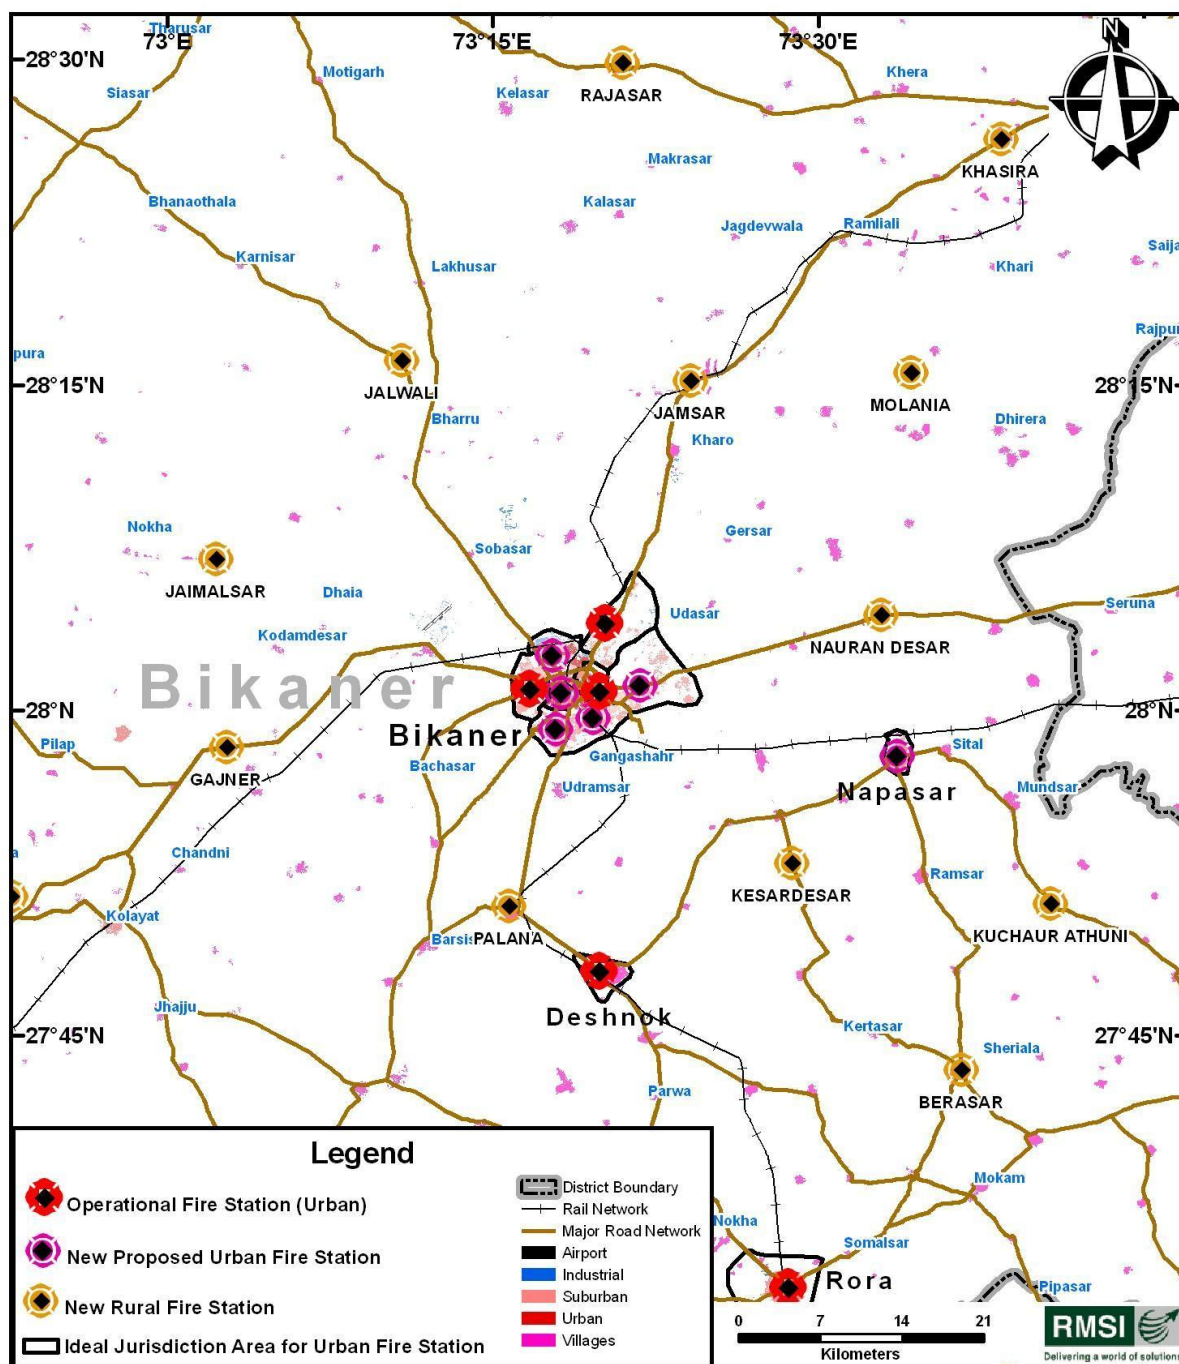 Tharusar
73°E
73°15'E
73°30'E
N
28°30'N
Motigarh
Khera
Siasar
Kelasar
RAJASAR
Makrasar
KHASIRA
Bhanaothala
Kalasar
Jagdevwala
Ramliali
Saija
Karnisar
Lakhusar
Khari
Rajpur
pura
28°15'N
28°15'N
JALWALI
JAMSAR
MOLANIA
Bharru
Kharo
Dhirera
Nokha
Gersar
Sobasar
JAIMALSAR
Dhaia
Udasar
Seruna
Kodamdesar
NAURAN DESAR
Bikaner
28°N
28°N
Bikaner
Pilap
Gangashahr
Sital
GAJNER
Bachasar
Udramsar
Napasar
Mundsar
a
Chandni
KESARDESAR
Ramsar
Kolayat
Barsis
PALANA
KUCHAUR ATHUNI
Jhajju
Deshnok
Kertasar
27°45'N
27°45'N
Sheriala
Parwa
BERASAR
Mokam
Nokha
Somalsar
Rora
Pipasar
Legend
Operational Fire Station (Urban)
New Proposed Urban Fire Station
New Rural Fire Station
Ideal Jurisdiction Area for Urban Fire Station
District Boundary
Rail Network
Major Road Network
Airport
Industrial
Suburban
Urban
Villages
0 7 14 21
Kilometers
RMSI
Delivering a world of solutions